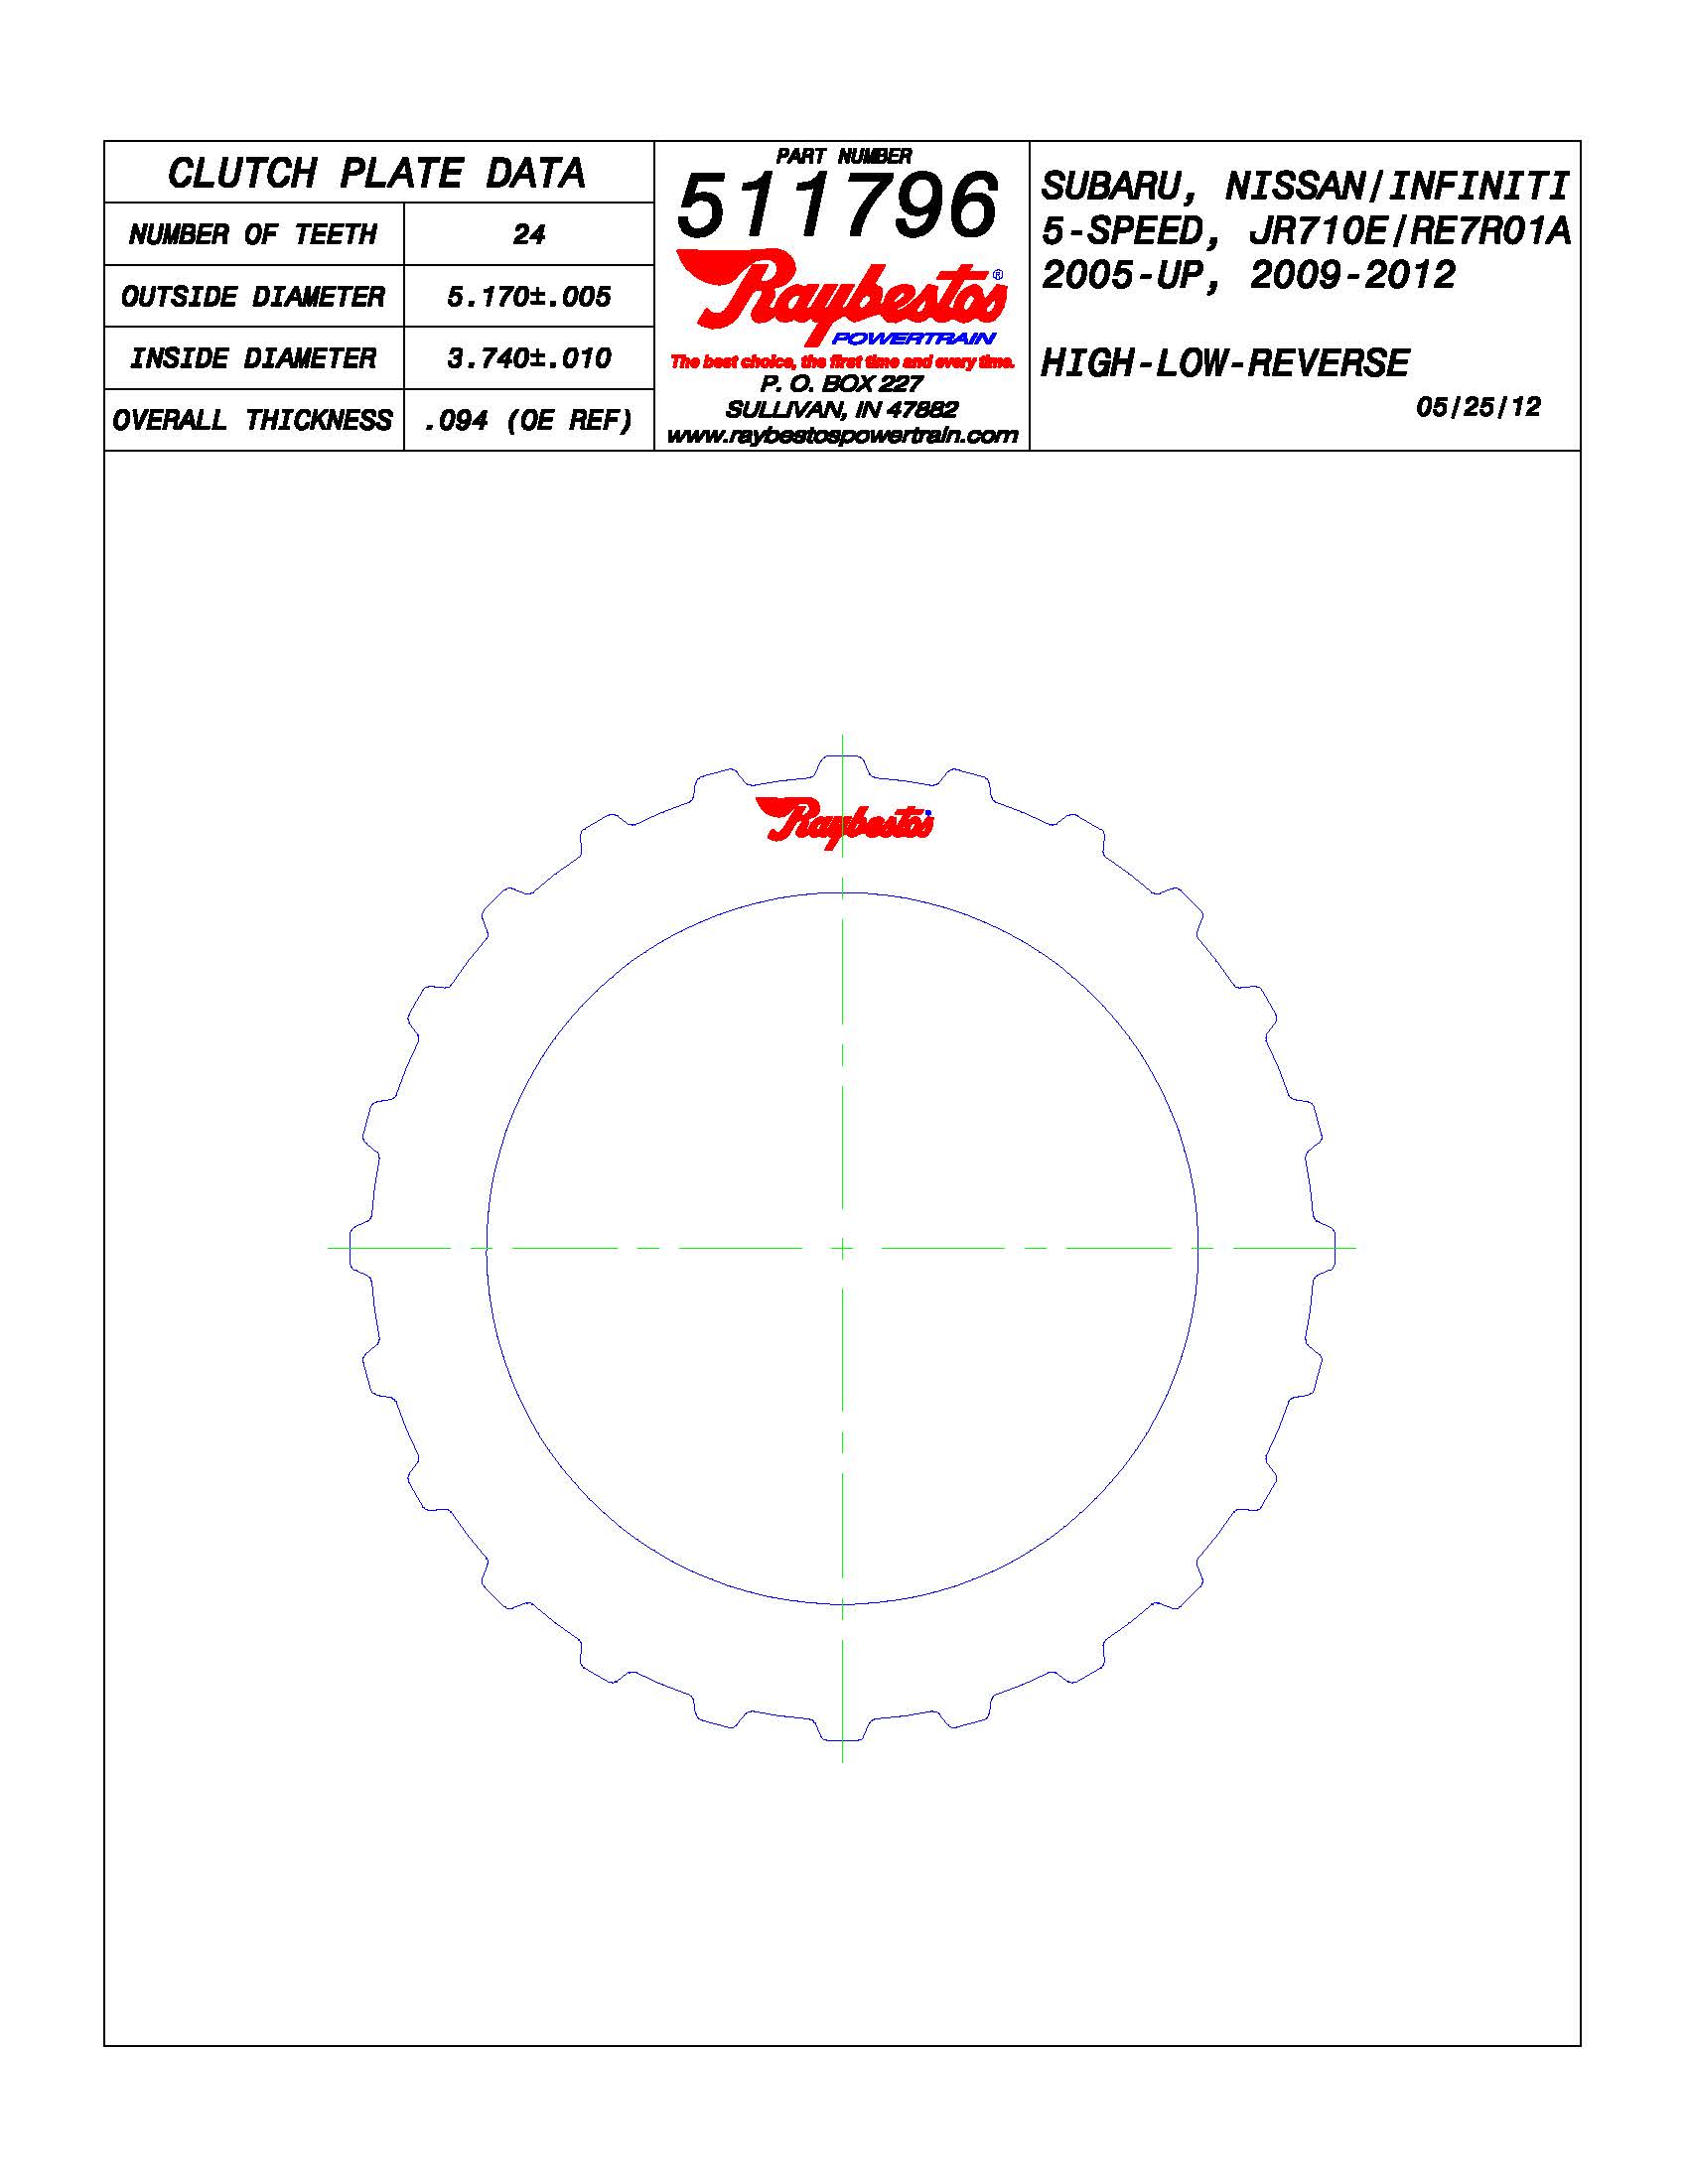 CLUTCH PLATE DATA
NUMBER OF TEETH 24
OUTSIDE DIAMETER 5.170±.005
INSIDE DIAMETER 3.740±.010
OVERALL THICKNESS .094 (OE REF)
PART NUMBER
511796
Raybestos®
POWERTRAIN
The best choice, the first time and every time.
P. O. BOX 227
SULLIVAN, IN 47882
www.raybestospowertrain.com
SUBARU, NISSAN/INFINITI
5-SPEED, JR710E/RE7R01A
2005-UP, 2009-2012
HIGH-LOW-REVERSE
05/25/12
Raybestos